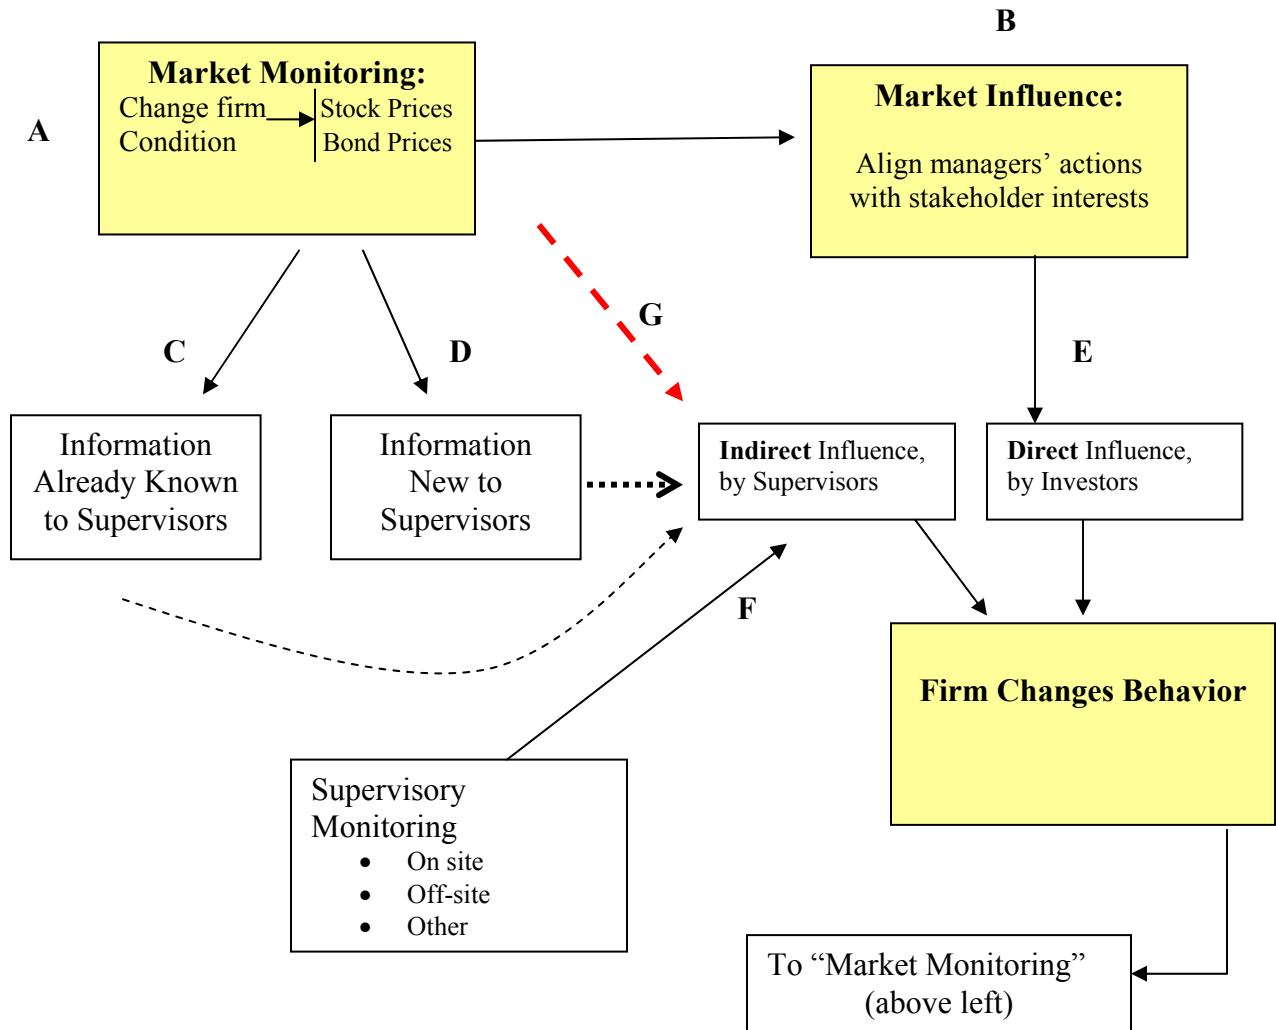 B
Market Monitoring:
Change firm Stock Prices
Condition Bond Prices
A
Market Influence:
Align managers’ actions
with stakeholder interests
G
C
D
E
Information
Already Known
to Supervisors
Information
New to
Supervisors
Indirect Influence,
by Supervisors
Direct Influence,
by Investors
F
Firm Changes Behavior
Supervisory
Monitoring
• On site
• Off-site
• Other
To “Market Monitoring”
(above left)